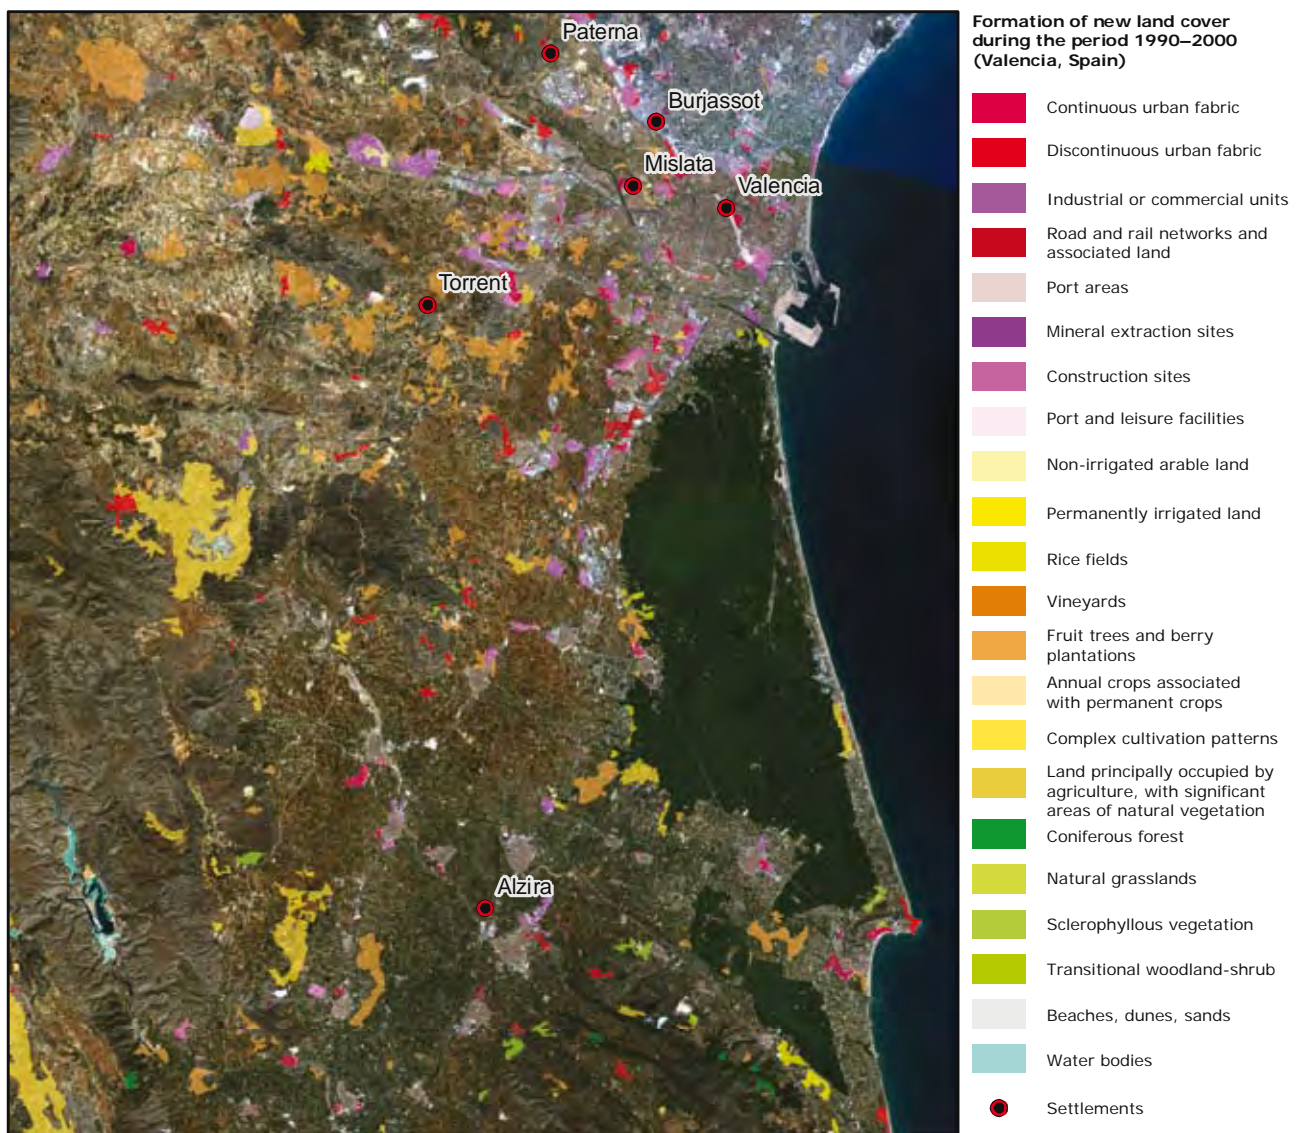 Formation of new land cover
during the period 1990–2000
(Valencia, Spain)
Continuous urban fabric
Discontinuous urban fabric
Industrial or commercial units
Road and rail networks and
associated land
Port areas
Mineral extraction sites
Construction sites
Port and leisure facilities
Non-irrigated arable land
Permanently irrigated land
Rice fields
Vineyards
Fruit trees and berry
plantations
Annual crops associated
with permanent crops
Complex cultivation patterns
Land principally occupied by
agriculture, with significant
areas of natural vegetation
Coniferous forest
Natural grasslands
Sclerophyllous vegetation
Transitional woodland-shrub
Beaches, dunes, sands
Water bodies
Settlements
Paterna
Burjassot
Mislata
Valencia
Torrent
Alzira